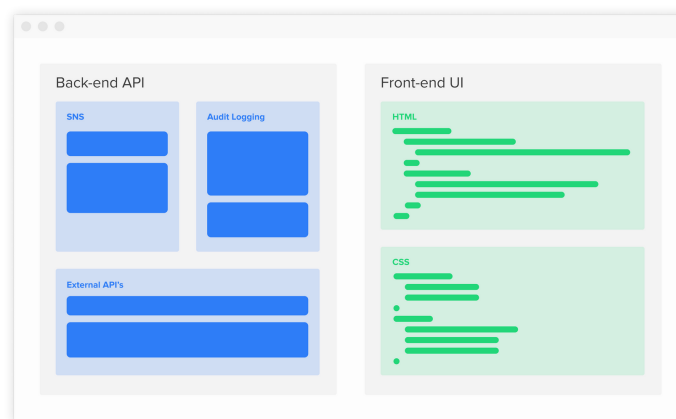 Back-end API
SNS
Audit Logging
External API's
Front-end UI
HTML
CSS